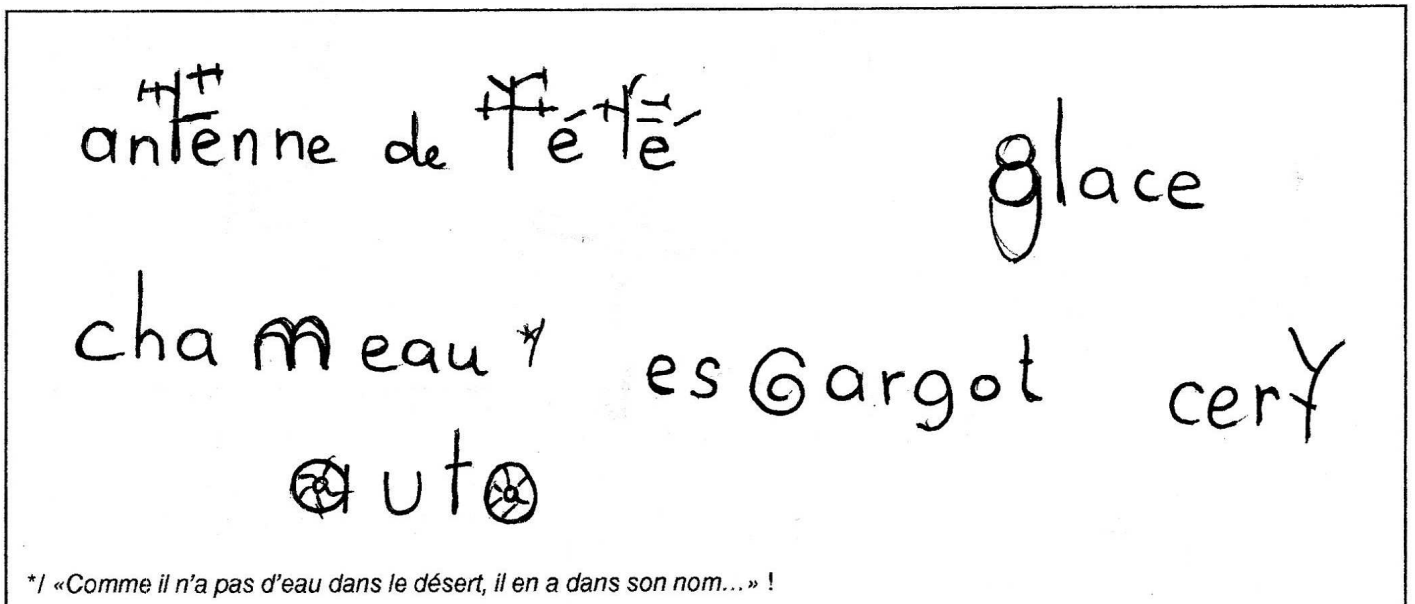 antenne de Tété
glace
chameau */
esGargot
cerf
auto
*/ «Comme il n'a pas d'eau dans le désert, il en a dans son nom...» !